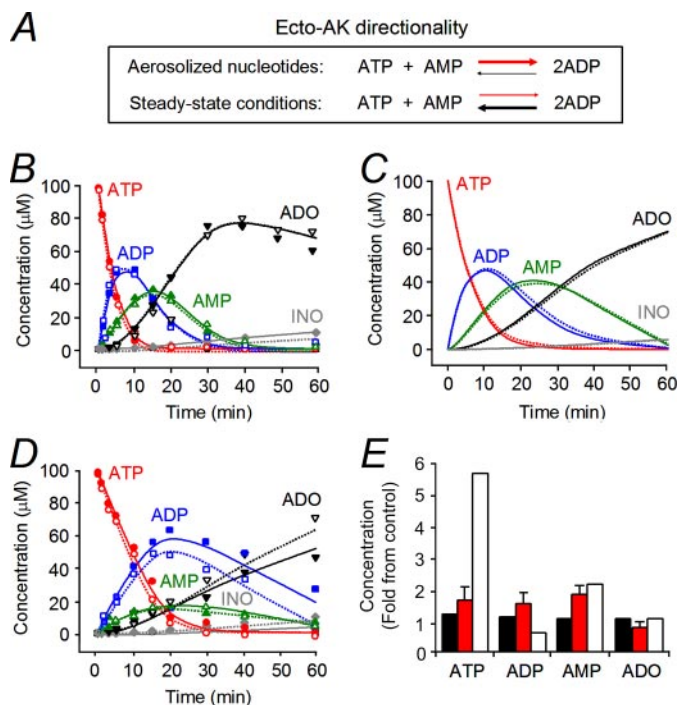 A
Ecto-AK directionality
Aerosolized nucleotides: ATP + AMP 2ADP
Steady-state conditions: ATP + AMP 2ADP
B
100
80
60
40
20
0
Concentration (μM)
ATP
ADP
AMP
ADO
INO
0 10 20 30 40 50 60
Time (min)
C
100
80
60
40
20
0
Concentration (μM)
ATP
ADP
AMP
ADO
INO
0 10 20 30 40 50 60
Time (min)
D
100
80
60
40
20
0
Concentration (μM)
ATP
ADP
AMP
ADO
INO
0 10 20 30 40 50 60
Time (min)
E
6
5
4
3
2
1
0
Concentration
(Fold from control)
ATP ADP AMP ADO